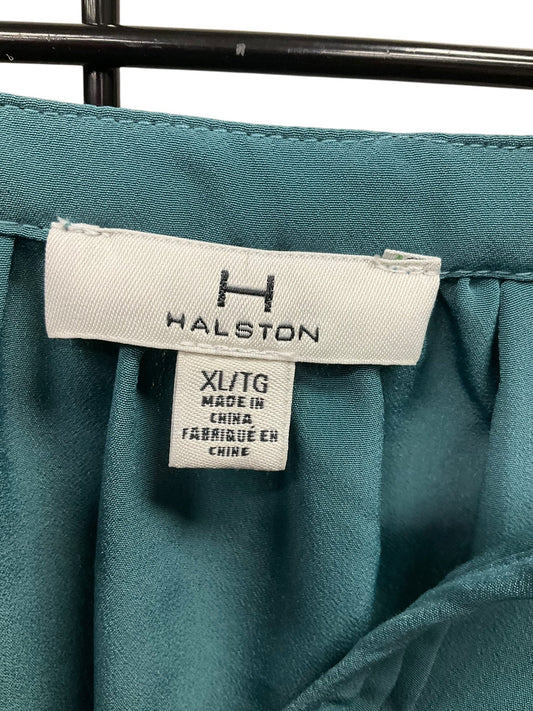 H
HALSTON
XL/TG
MADE IN
CHINA
FABRIQUÉ EN
CHINE